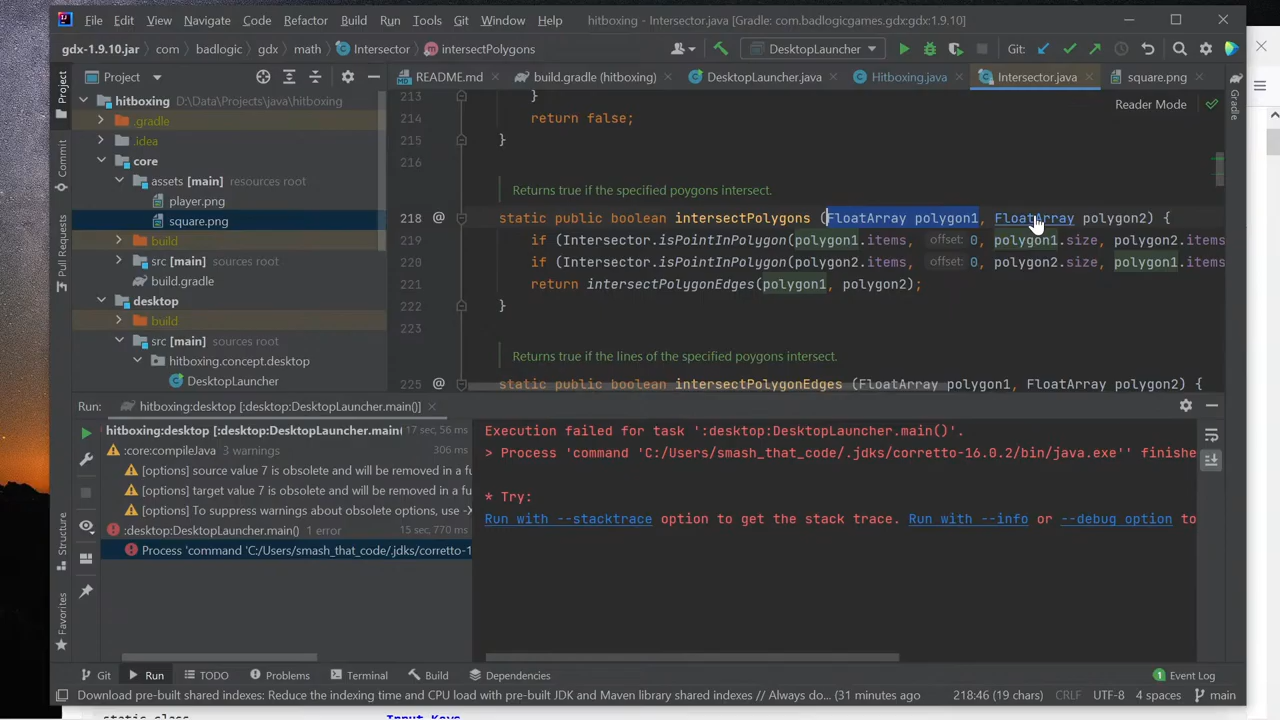 File Edit View Navigate Code Refactor Build Run Tools Git Window Help hitboxing - Intersector.java [Gradle: com.badlogicgames.gdx:gdx:1.9.10]
gdx-1.9.10.jar com badlogic gdx math Intersector intersectPolygons DesktopLauncher Git:
Project README.md build.gradle (hitboxing) DesktopLauncher.java Hitboxing.java Intersector.java square.png
Reader Mode
hitboxing D:\Data\Projects\java\hitboxing
.gradle
.idea
core
assets [main] resources root
player.png
square.png
build
src [main] sources root
build.gradle
desktop
build
src [main] sources root
hitboxing.concept.desktop
DesktopLauncher
213 }
214 return false;
215 }
216
Returns true if the specified poygons intersect.
218 @ static public boolean intersectPolygons (FloatArray polygon1, FloatArray polygon2) {
219 if (Intersector.isPointInPolygon(polygon1.items, offset: 0, polygon1.size, polygon2.items
220 if (Intersector.isPointInPolygon(polygon2.items, offset: 0, polygon2.size, polygon1.items
221 return intersectPolygonEdges(polygon1, polygon2);
222 }
223
Returns true if the lines of the specified poygons intersect.
225 @ static public boolean intersectPolygonEdges (FloatArray polygon1, FloatArray polygon2) {
Project
Commit
Pull Requests
Structure
Favorites
Gradle
Run: hitboxing:desktop [:desktop:DesktopLauncher.main()]
hitboxing:desktop [:desktop:DesktopLauncher.main( 17 sec, 56 ms
:core:compileJava 3 warnings 306 ms
[options] source value 7 is obsolete and will be removed in a fu
[options] target value 7 is obsolete and will be removed in a fu
[options] To suppress warnings about obsolete options, use -X
:desktop:DesktopLauncher.main() 1 error 15 sec, 770 ms
Process 'command 'C:/Users/smash_that_code/.jdks/corretto-1
Execution failed for task ':desktop:DesktopLauncher.main()'.
> Process 'command 'C:/Users/smash_that_code/.jdks/corretto-16.0.2/bin/java.exe'' finishe
* Try:
Run with --stacktrace option to get the stack trace. Run with --info or --debug option to
Git Run TODO Problems Terminal Build Dependencies 1 Event Log
Download pre-built shared indexes: Reduce the indexing time and CPU load with pre-built JDK and Maven library shared indexes // Always do... (31 minutes ago 218:46 (19 chars) CRLF UTF-8 4 spaces main
static class Input.Keys